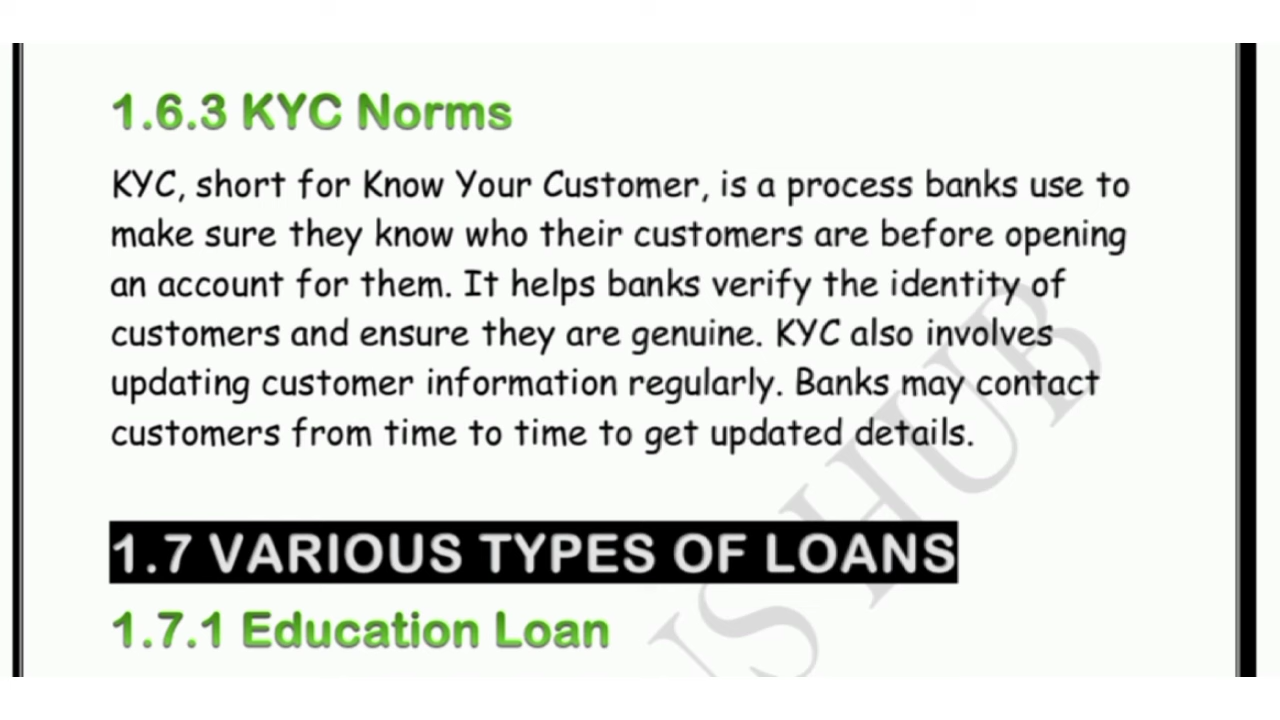 1.6.3 KYC Norms
KYC, short for Know Your Customer, is a process banks use to
make sure they know who their customers are before opening
an account for them. It helps banks verify the identity of
customers and ensure they are genuine. KYC also involves
updating customer information regularly. Banks may contact
customers from time to time to get updated details.
1.7 VARIOUS TYPES OF LOANS
1.7.1 Education Loan
HUB